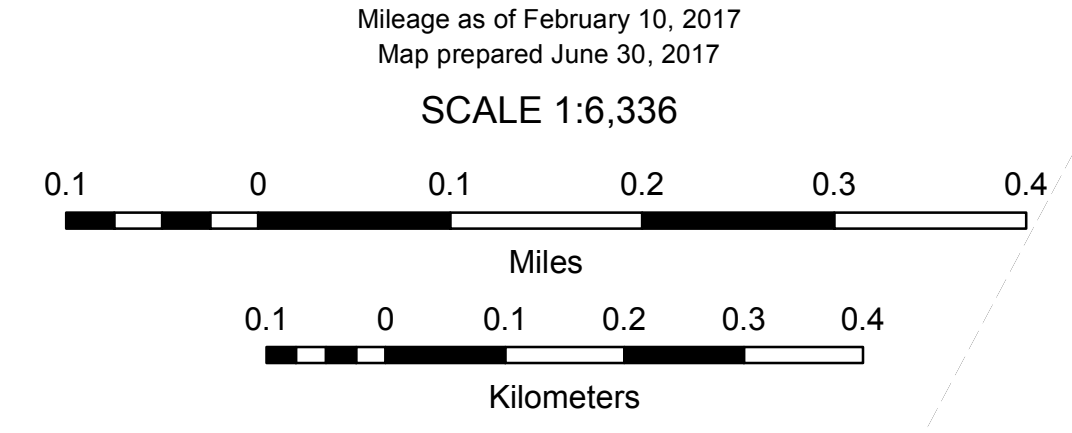 Mileage as of February 10, 2017
Map prepared June 30, 2017
SCALE 1:6,336
0.1 0 0.1 0.2 0.3 0.4
Miles
0.1 0 0.1 0.2 0.3 0.4
Kilometers